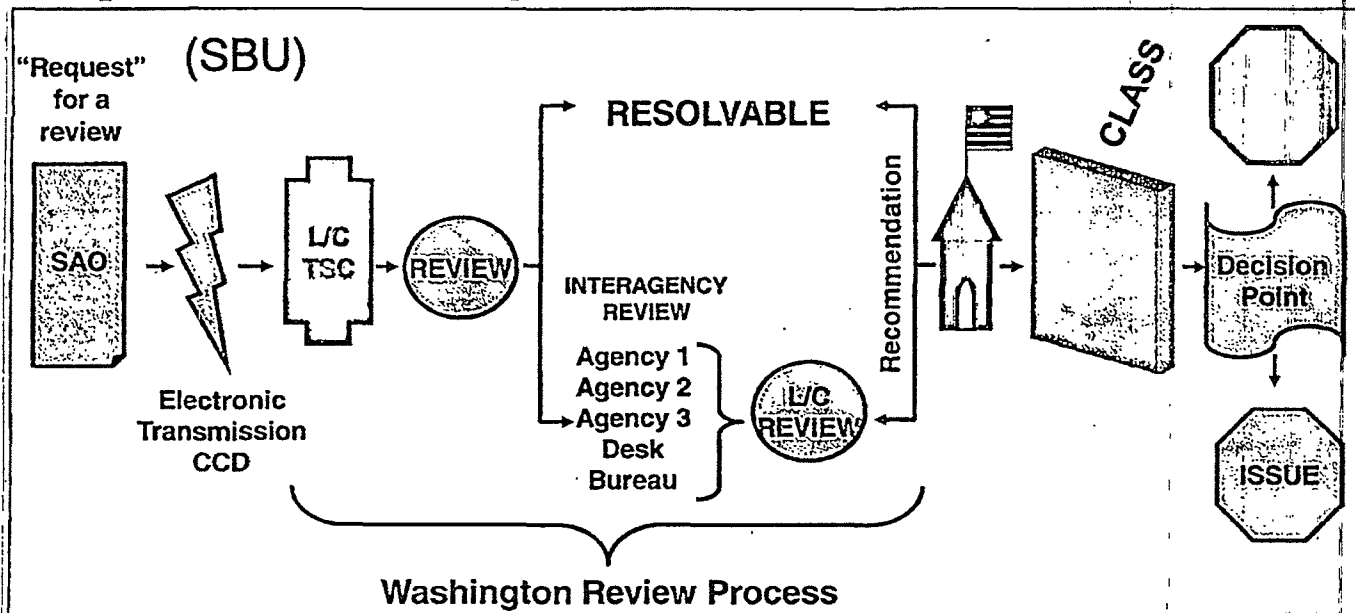 "Request"
for a
review
(SBU)
SAO
Electronic
Transmission
CCD
L/C
TSC
REVIEW
RESOLVABLE
INTERAGENCY
REVIEW
Agency 1
Agency 2
Agency 3
Desk
Bureau
L/C
REVIEW
Recommendation
CLASS
Decision
Point
ISSUE
Washington Review Process